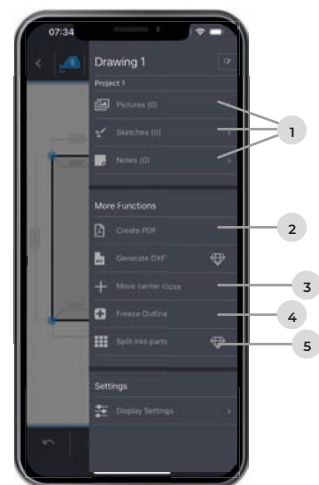 07:34
Drawing 1
Project 1
Pictures (0)
Sketches (0)
Notes (0)
More Functions
Create PDF
Generate DXF
Move center cross
Freeze Outline
Split into parts
Settings
Display Settings
1
2
3
4
5